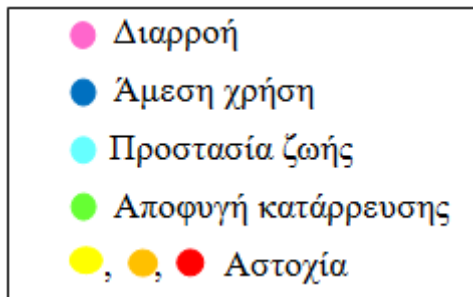 Διαρροή
Άμεση χρήση
Προστασία ζωής
Αποφυγή κατάρρευσης
, , Αστοχία